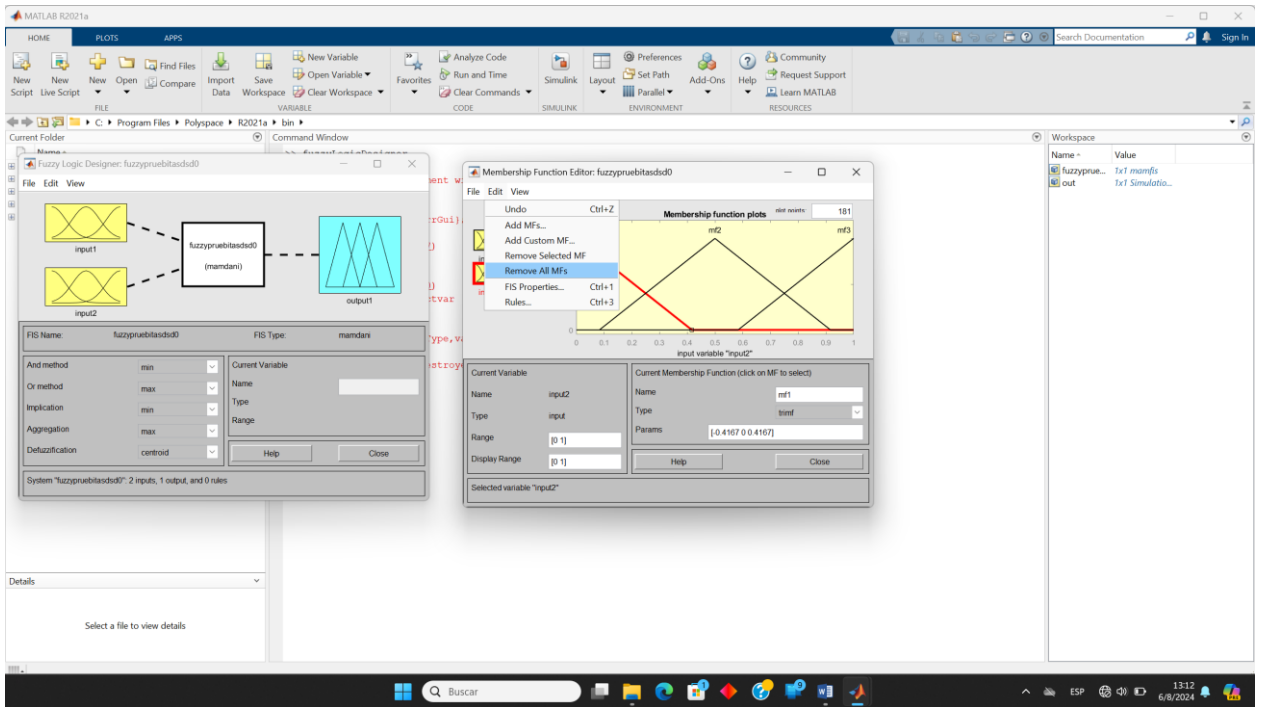 MATLAB R2021a
HOME PLOTS APPS
Search Documentation Sign In
New Script
New Live Script
New
Open
Find Files
Compare
Import Data
Save Workspace
New Variable
Open Variable
Clear Workspace
Favorites
Analyze Code
Run and Time
Clear Commands
Simulink
Layout
Preferences
Set Path
Parallel
Add-Ons
Help
Community
Request Support
Learn MATLAB
FILE VARIABLE CODE SIMULINK ENVIRONMENT RESOURCES
C: Program Files Polyspace R2021a bin
Current Folder
Command Window
Workspace
Name Value
fuzzyprue... 1x1 mamfis
out 1x1 Simulatio...
Fuzzy Logic Designer: fuzzypruebitasdsd0
File Edit View
input1
input2
fuzzypruebitasdsd0
(mamdani)
output1
FIS Name: fuzzypruebitasdsd0 FIS Type: mamdani
And method min
Or method max
Implication min
Aggregation max
Defuzzification centroid
Current Variable
Name
Type
Range
Help Close
System "fuzzypruebitasdsd0": 2 inputs, 1 output, and 0 rules
Membership Function Editor: fuzzypruebitasdsd0
File Edit View
Undo Ctrl+Z
Add MFs...
Add Custom MF...
Remove Selected MF
Remove All MFs
FIS Properties... Ctrl+1
Rules... Ctrl+3
Membership function plots plot points: 181
mf2 mf3
0
0 0.1 0.2 0.3 0.4 0.5 0.6 0.7 0.8 0.9 1
input variable "input2"
Current Variable
Name input2
Type input
Range [0 1]
Display Range [0 1]
Current Membership Function (click on MF to select)
Name mf1
Type trimf
Params [-0.4167 0 0.4167]
Help Close
Selected variable "input2"
Details
Select a file to view details
Buscar
ESP
13:12
6/8/2024